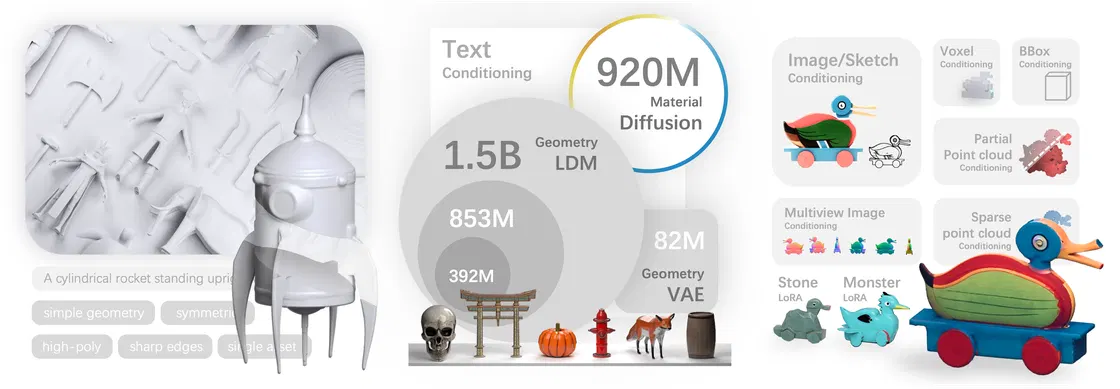 A cylindrical rocket standing
simple geometry
high-poly
sharp edges
Text
Conditioning
920M
Material
Diffusion
1.5B
Geometry
LDM
853M
392M
82M
Geometry
VAE
Image/Sketch
Conditioning
Voxel
Conditioning
BBox
Conditioning
Partial
Point cloud
Conditioning
Multiview Image
Conditioning
Sparse
point cloud
Conditioning
Stone
LoRA
Monster
LoRA